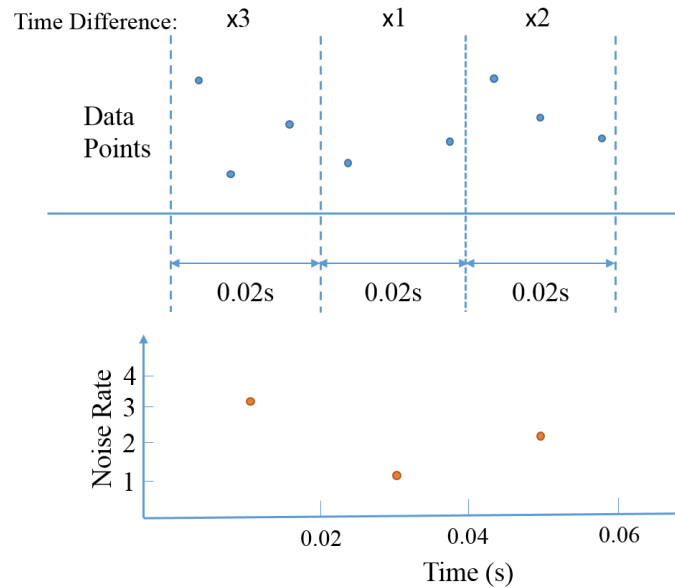 Time Difference: x3 x1 x2
Data
Points
0.02s 0.02s 0.02s
Noise Rate
4
3
2
1
0.02 0.04 0.06
Time (s)